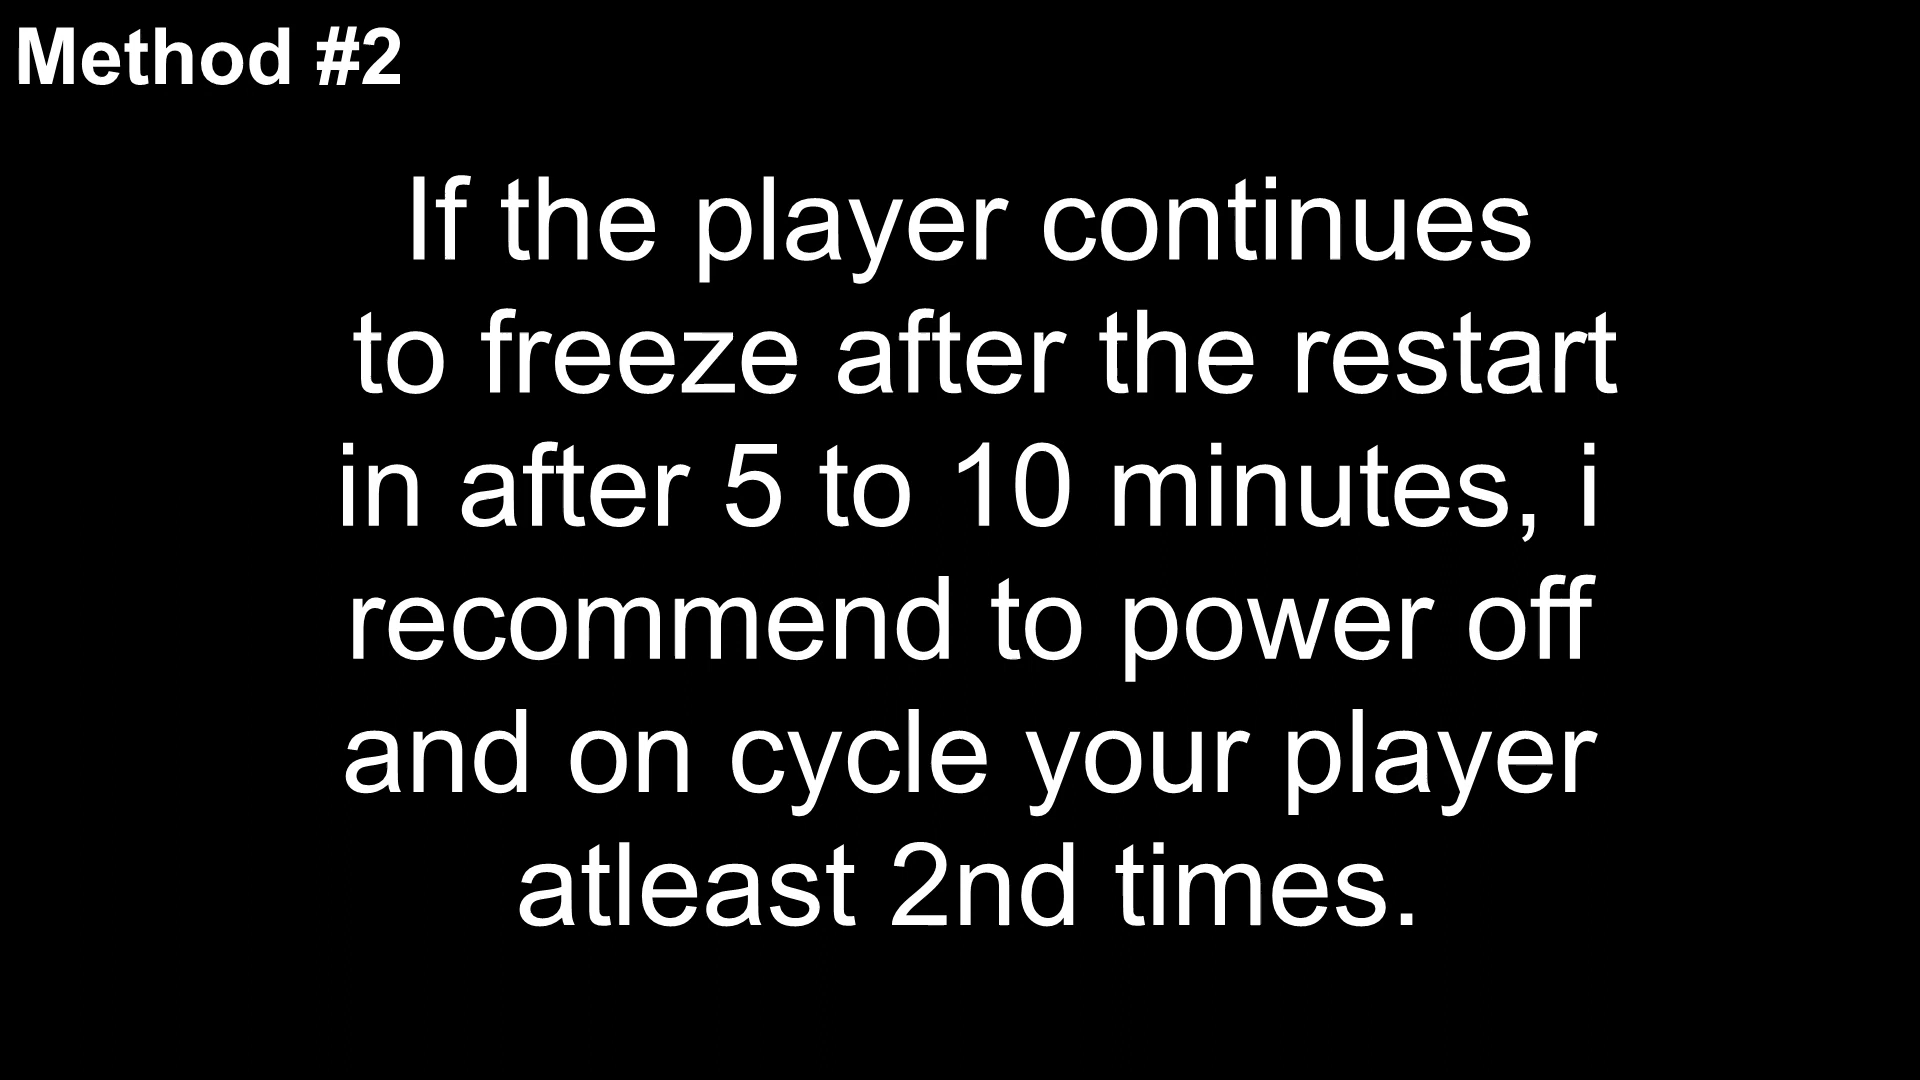 Method #2
If the player continues
to freeze after the restart
in after 5 to 10 minutes, i
recommend to power off
and on cycle your player
atleast 2nd times.